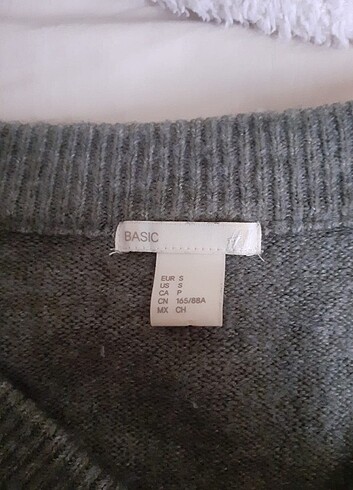 BASIC
EUR S
US S
CA P
CN 165/88A
MX CH